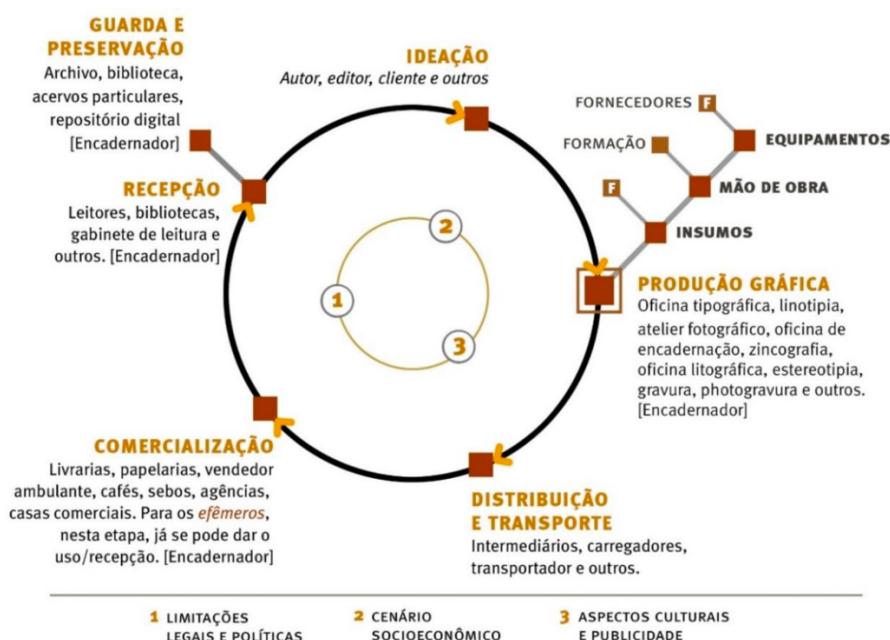 GUARDA E
PRESERVAÇÃO
Archivo, biblioteca,
acervos particulares,
repositório digital
[Encadernador]
IDEAÇÃO
Autor, editor, cliente e outros
FORNECEDORES F
EQUIPAMENTOS
FORMAÇÃO
MÃO DE OBRA
F
INSUMOS
RECEPÇÃO
Leitores, bibliotecas,
gabinete de leitura e
outros. [Encadernador]
2
1
3
PRODUÇÃO GRÁFICA
Oficina tipográfica, linotipia,
atelier fotográfico, oficina de
encadernação, zincografia,
oficina litográfica, estereotipia,
gravura, photogravura e outros.
[Encadernador]
COMERCIALIZAÇÃO
Livrarias, papelarias, vendedor
ambulante, cafés, sebos, agências,
casas comerciais. Para os efêmeros,
nesta etapa, já se pode dar o
uso/recepção. [Encadernador]
DISTRIBUIÇÃO
E TRANSPORTE
Intermediários, carregadores,
transportador e outros.
1 LIMITAÇÕES
LEGAIS E POLÍTICAS
2 CENÁRIO
SOCIOECONÔMICO
3 ASPECTOS CULTURAIS
E PUBLICIDADE